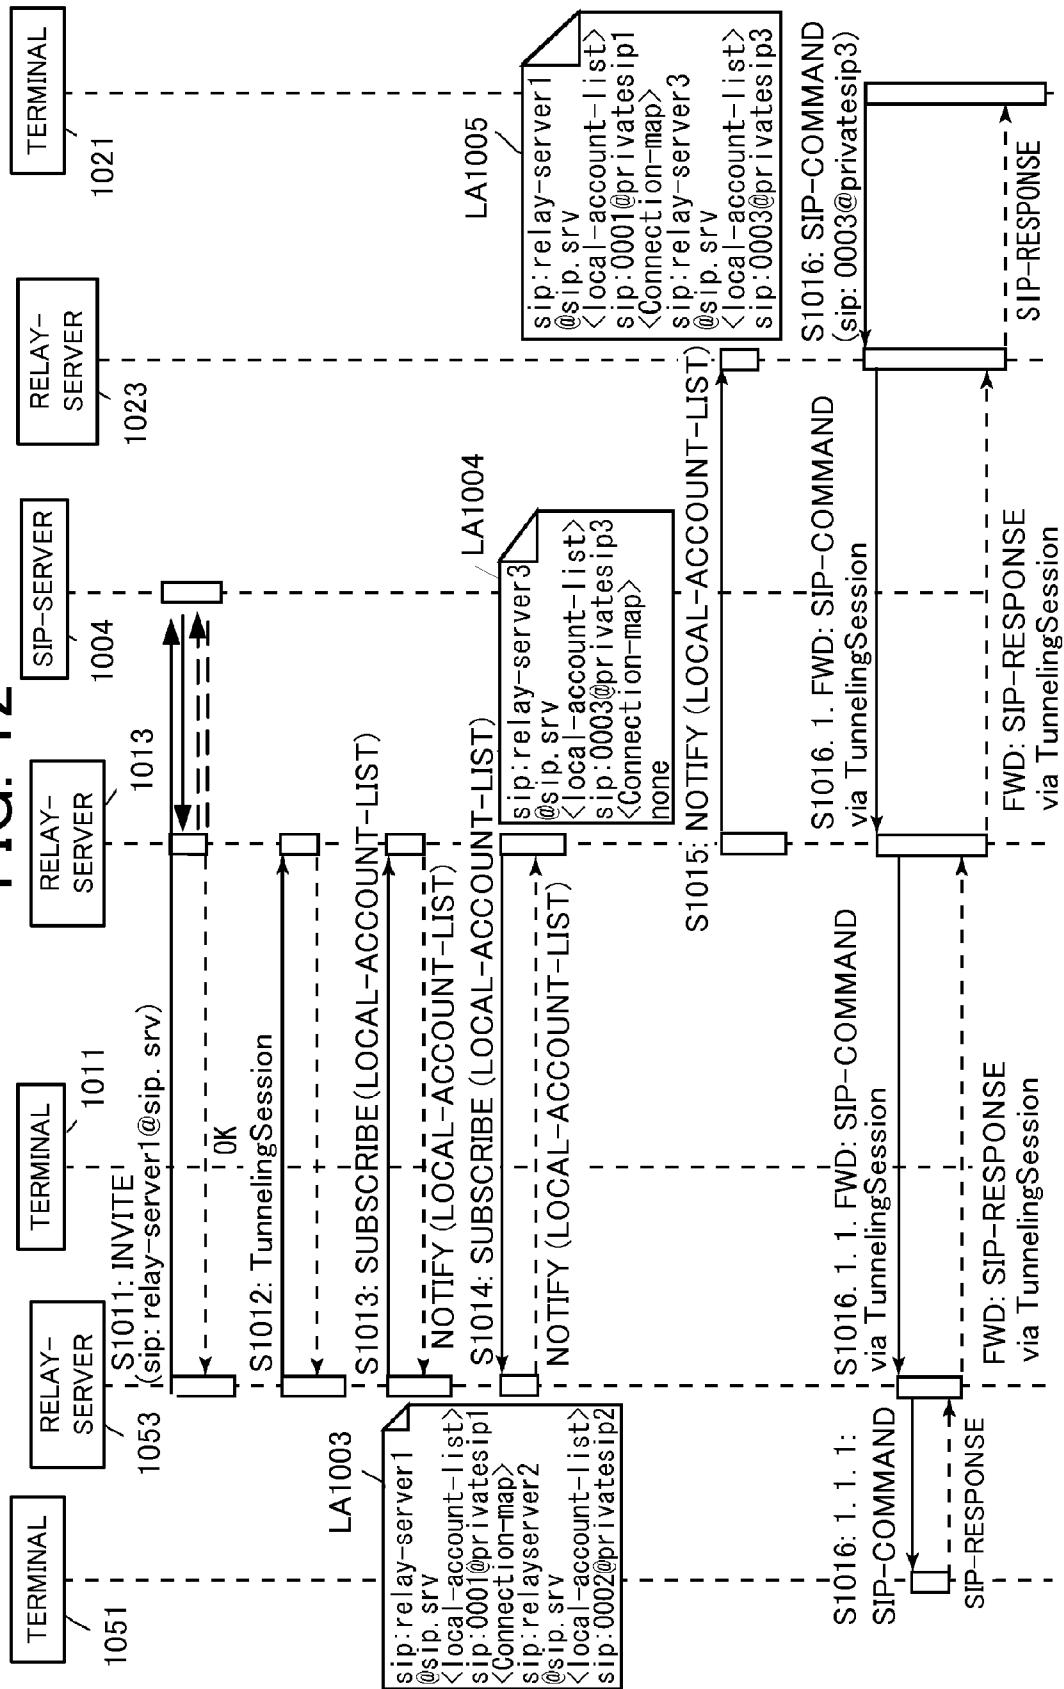 FIG. 12
TERMINAL
1051
RELAY-
SERVER
1053
TERMINAL
1011
RELAY-
SERVER
1013
SIP-SERVER
1004
RELAY-
SERVER
1023
TERMINAL
1021
S1011: INVITE
(sip: relay-server1@sip. srv)
OK
S1012: TunnelingSession
S1013: SUBSCRIBE(LOCAL-ACCOUNT-LIST)
NOTIFY (LOCAL-ACCOUNT-LIST)
S1014: SUBSCRIBE (LOCAL-ACCOUNT-LIST)
NOTIFY (LOCAL-ACCOUNT-LIST)
LA1003
sip:relay-server1
@sip.srv
<local-account-list>
sip:0001@privatesip1
<Connection-map>
sip:relayserver2
@sip.srv
<local-account-list>
sip:0002@privatesip2
LA1004
sip:relay-server3
@sip.srv
<local-account-list>
sip:0003@privatesip3
<Connection-map>
none
LA1005
sip:relay-server1
@sip.srv
<local-account-list>
sip:0001@privatesip1
<Connection-map>
sip:relay-server3
@sip.srv
<local-account-list>
sip:0003@privatesip3
S1015: NOTIFY (LOCAL-ACCOUNT-LIST)
S1016: SIP-COMMAND
(sip: 0003@privatesip3)
SIP-RESPONSE
S1016. 1. FWD: SIP-COMMAND
via TunnelingSession
FWD: SIP-RESPONSE
via TunnelingSession
S1016. 1. 1. FWD: SIP-COMMAND
via TunnelingSession
FWD: SIP-RESPONSE
via TunnelingSession
S1016: 1. 1. 1:
SIP-COMMAND
SIP-RESPONSE